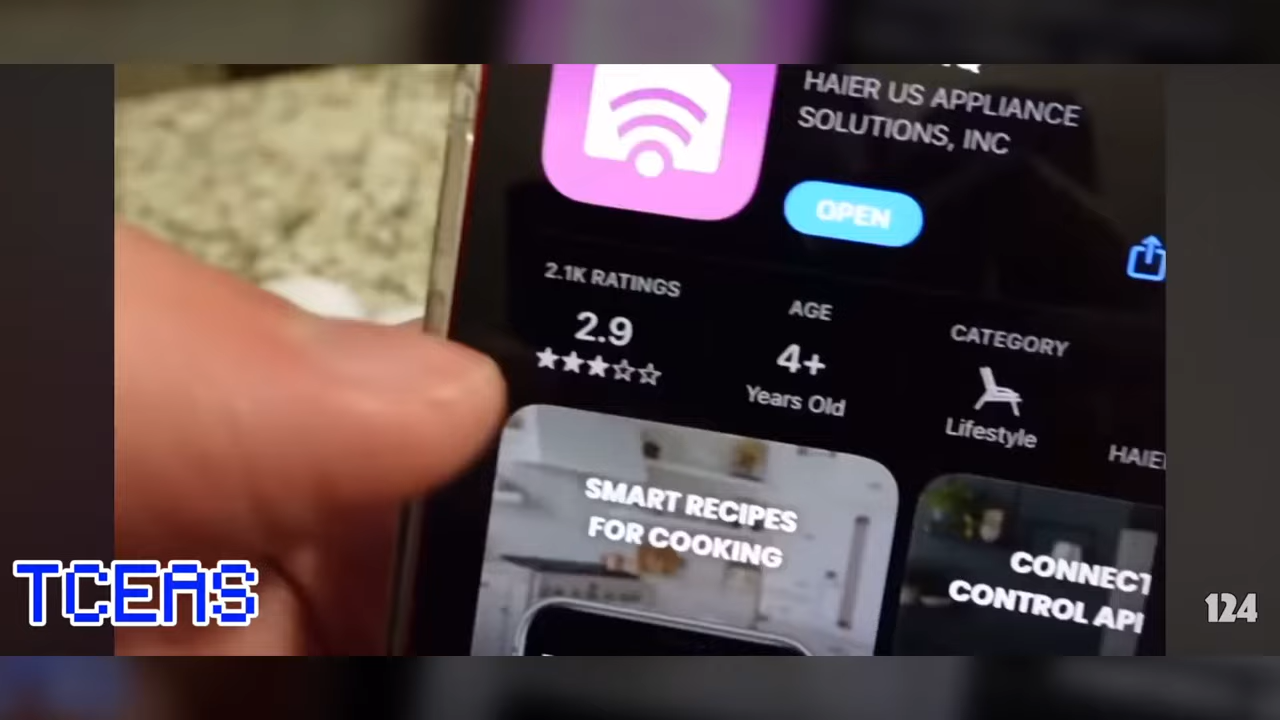 HAIER US APPLIANCE
SOLUTIONS, INC
OPEN
2.1K RATINGS
2.9
AGE
4+
Years Old
CATEGORY
Lifestyle
HAIE
SMART RECIPES
FOR COOKING
CONNECT
CONTROL
TCEAS
124